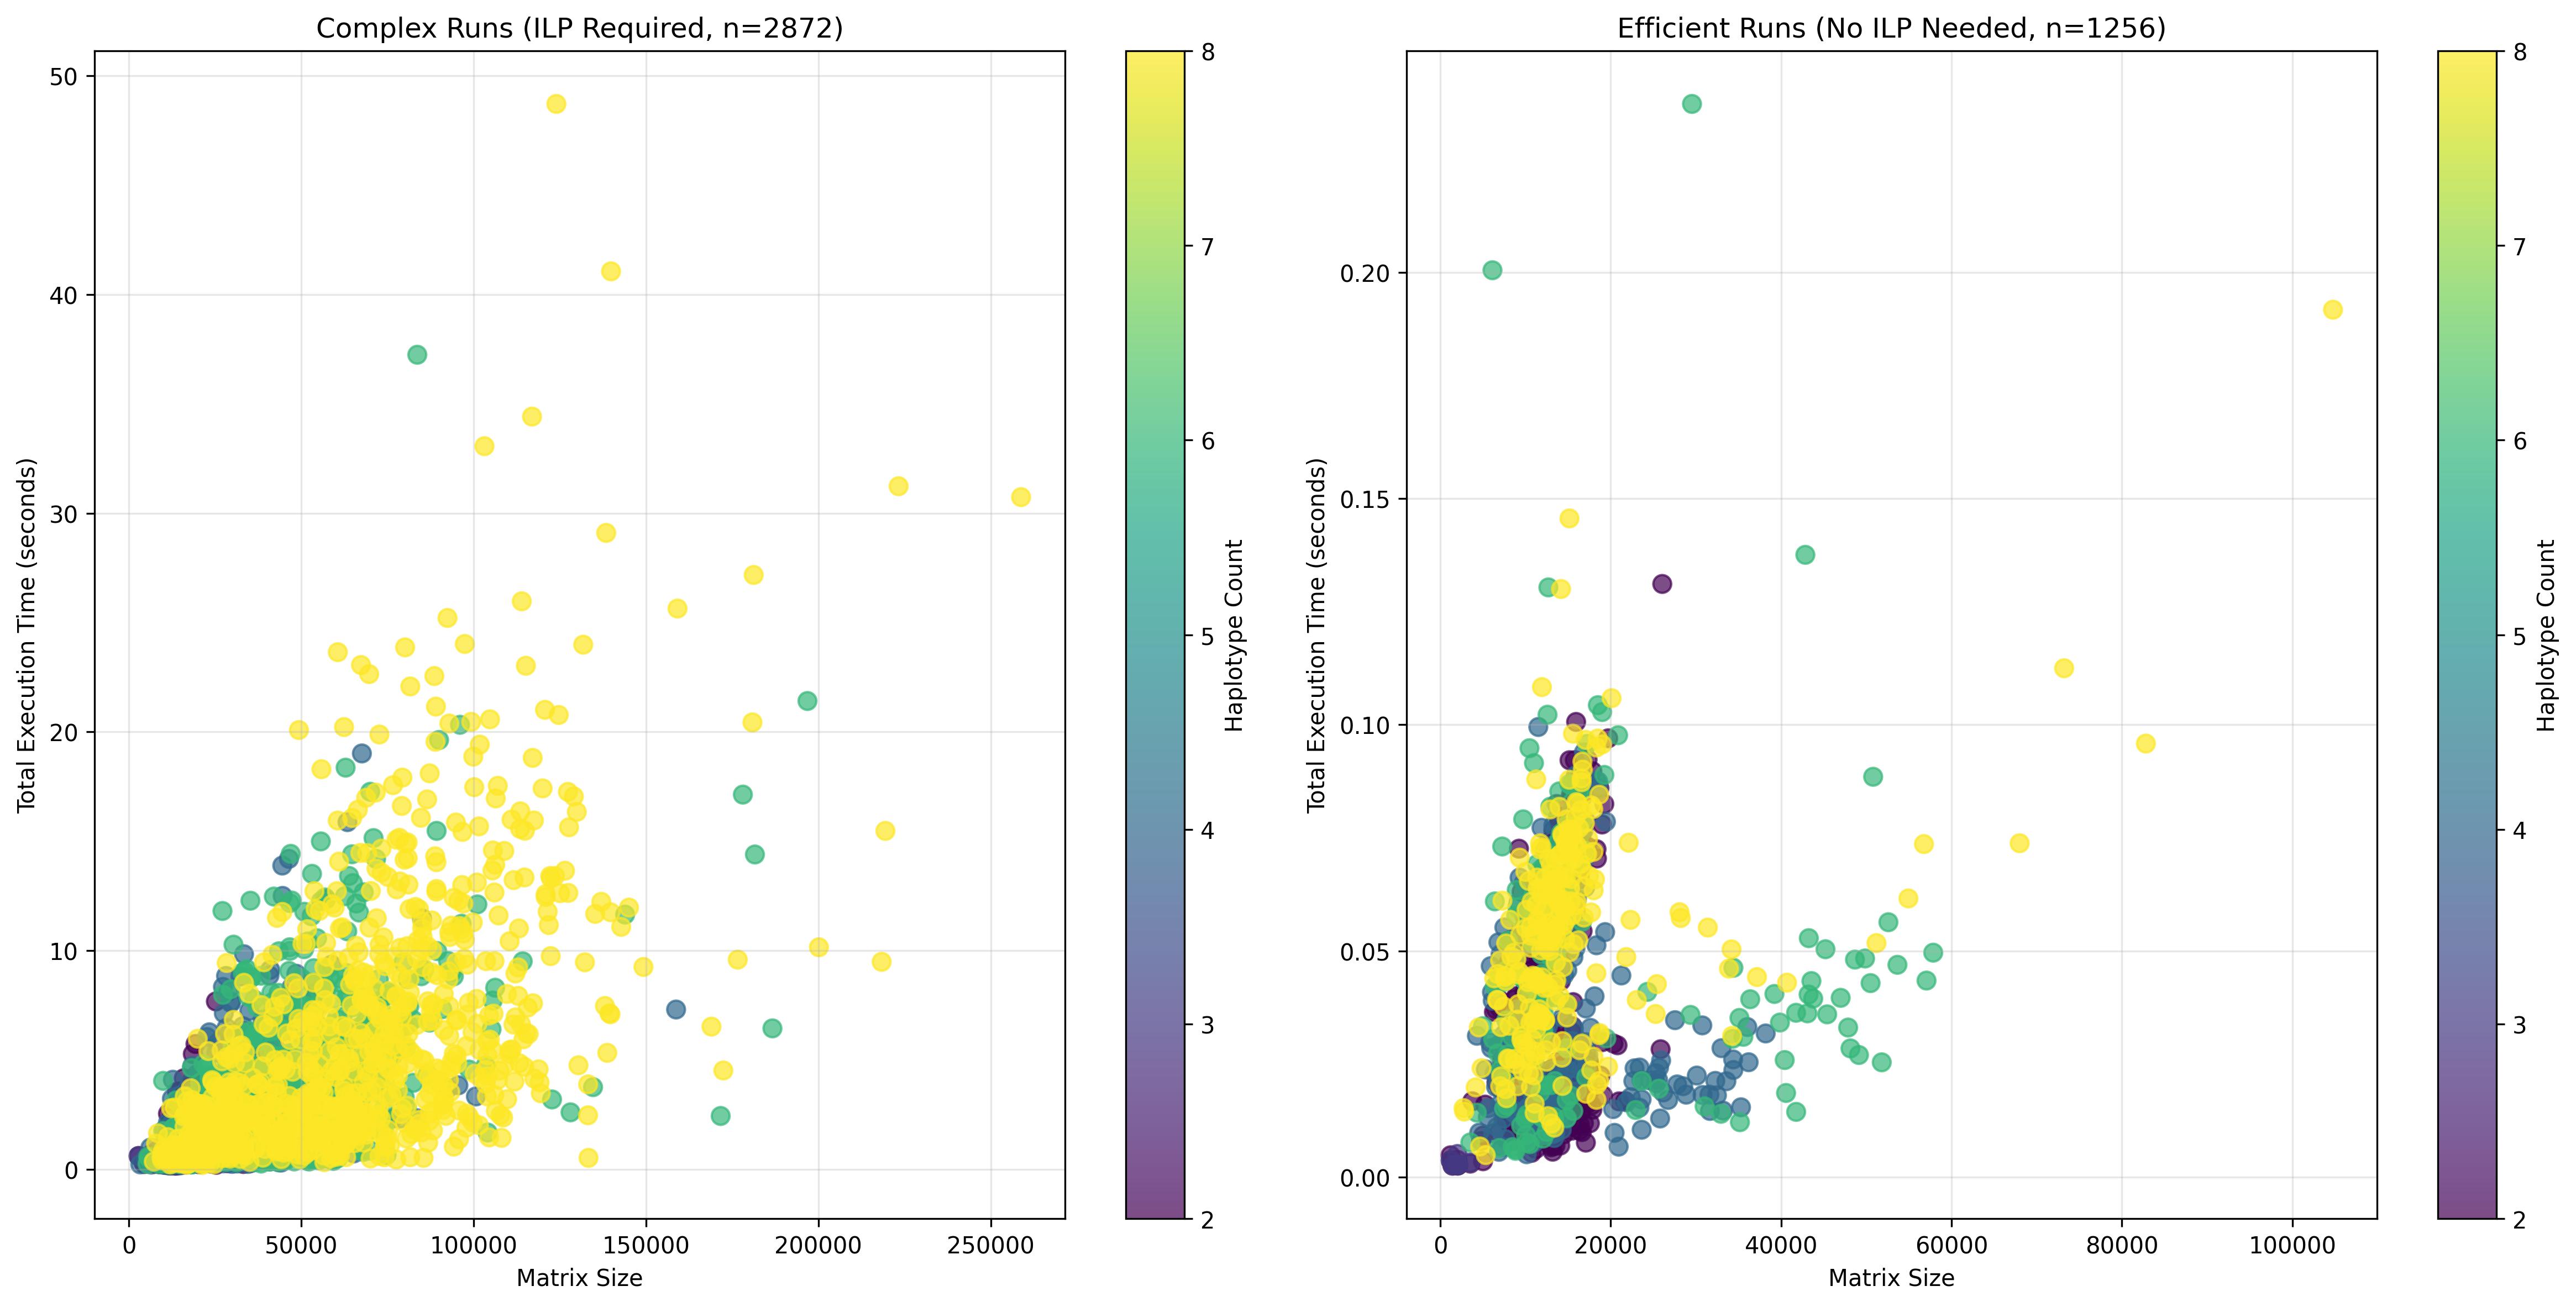 Complex Runs (ILP Required, n=2872)
Total Execution Time (seconds)
50
40
30
20
10
0
0 50000 100000 150000 200000 250000
Matrix Size
8
7
6
5
4
3
2
Haplotype Count
Efficient Runs (No ILP Needed, n=1256)
Total Execution Time (seconds)
0.20
0.15
0.10
0.05
0.00
0 20000 40000 60000 80000 100000
Matrix Size
8
7
6
5
4
3
2
Haplotype Count